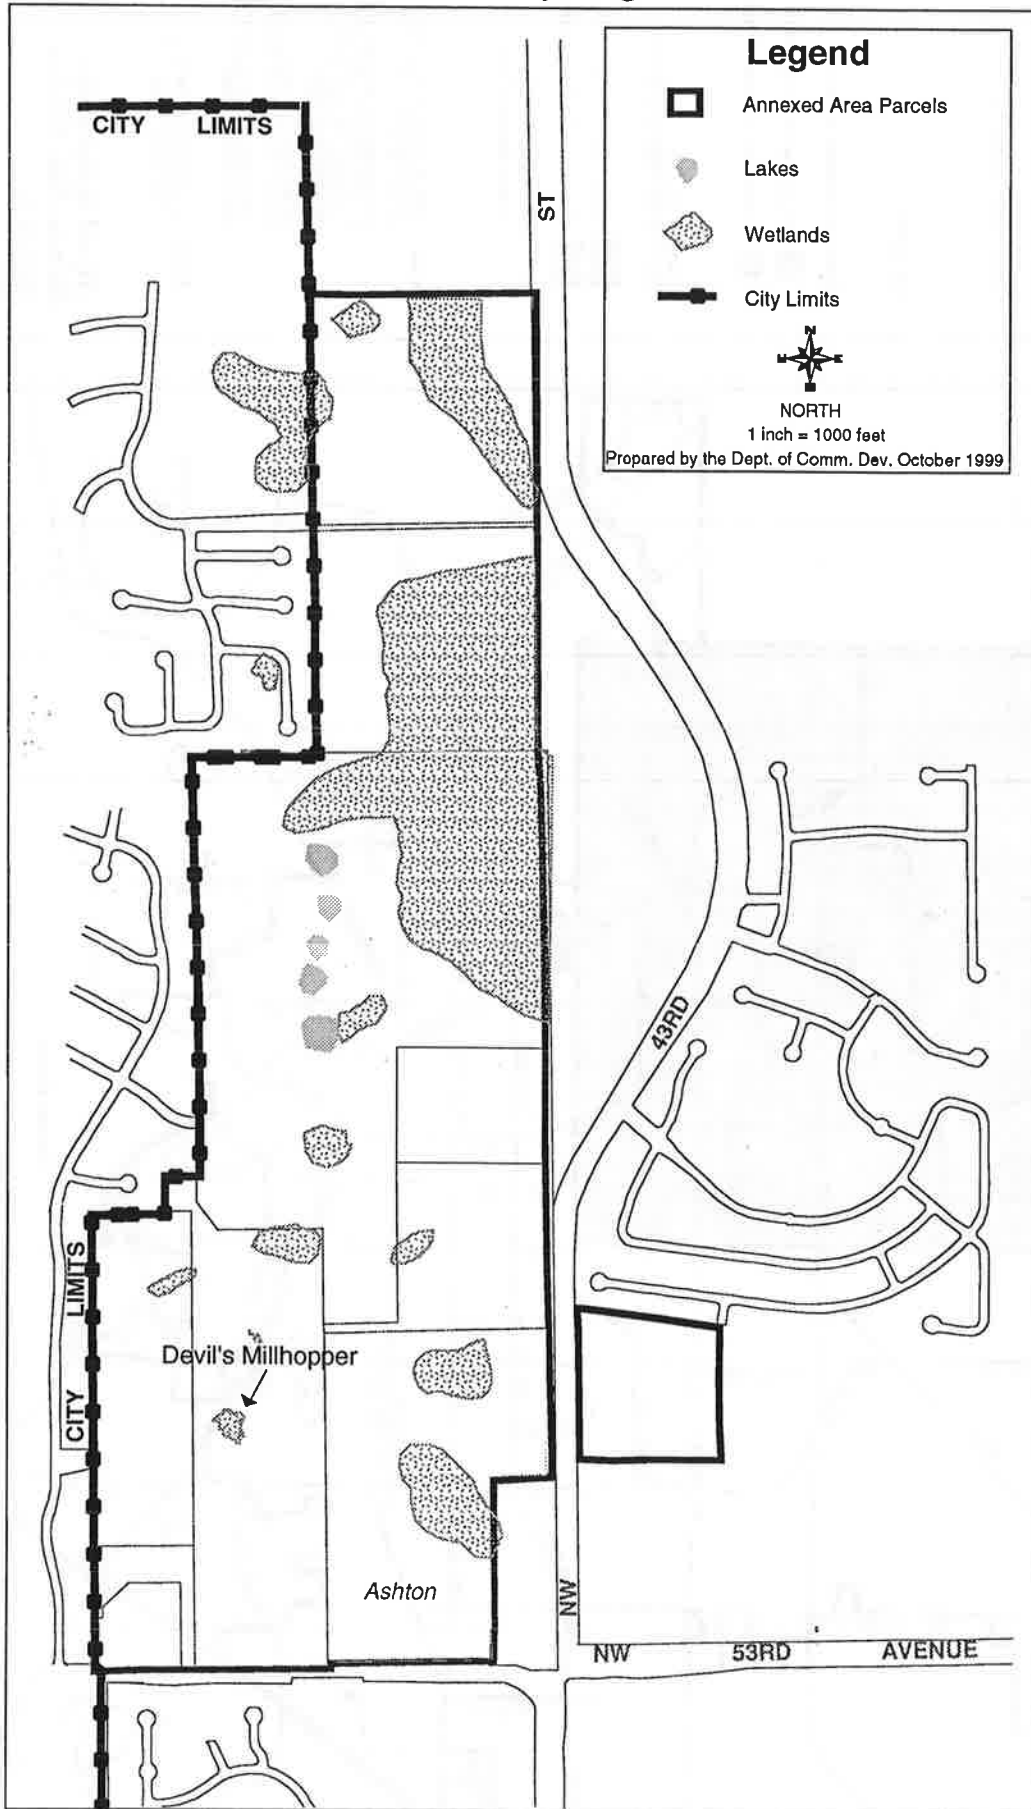 Legend
Annexed Area Parcels
Lakes
Wetlands
City Limits
N
E
NORTH
1 inch = 1000 feet
Prepared by the Dept. of Comm. Dev. October 1999
CITY LIMITS
ST
43RD
CITY LIMITS
Devil's Millhopper
Ashton
NW
NW 53RD AVENUE